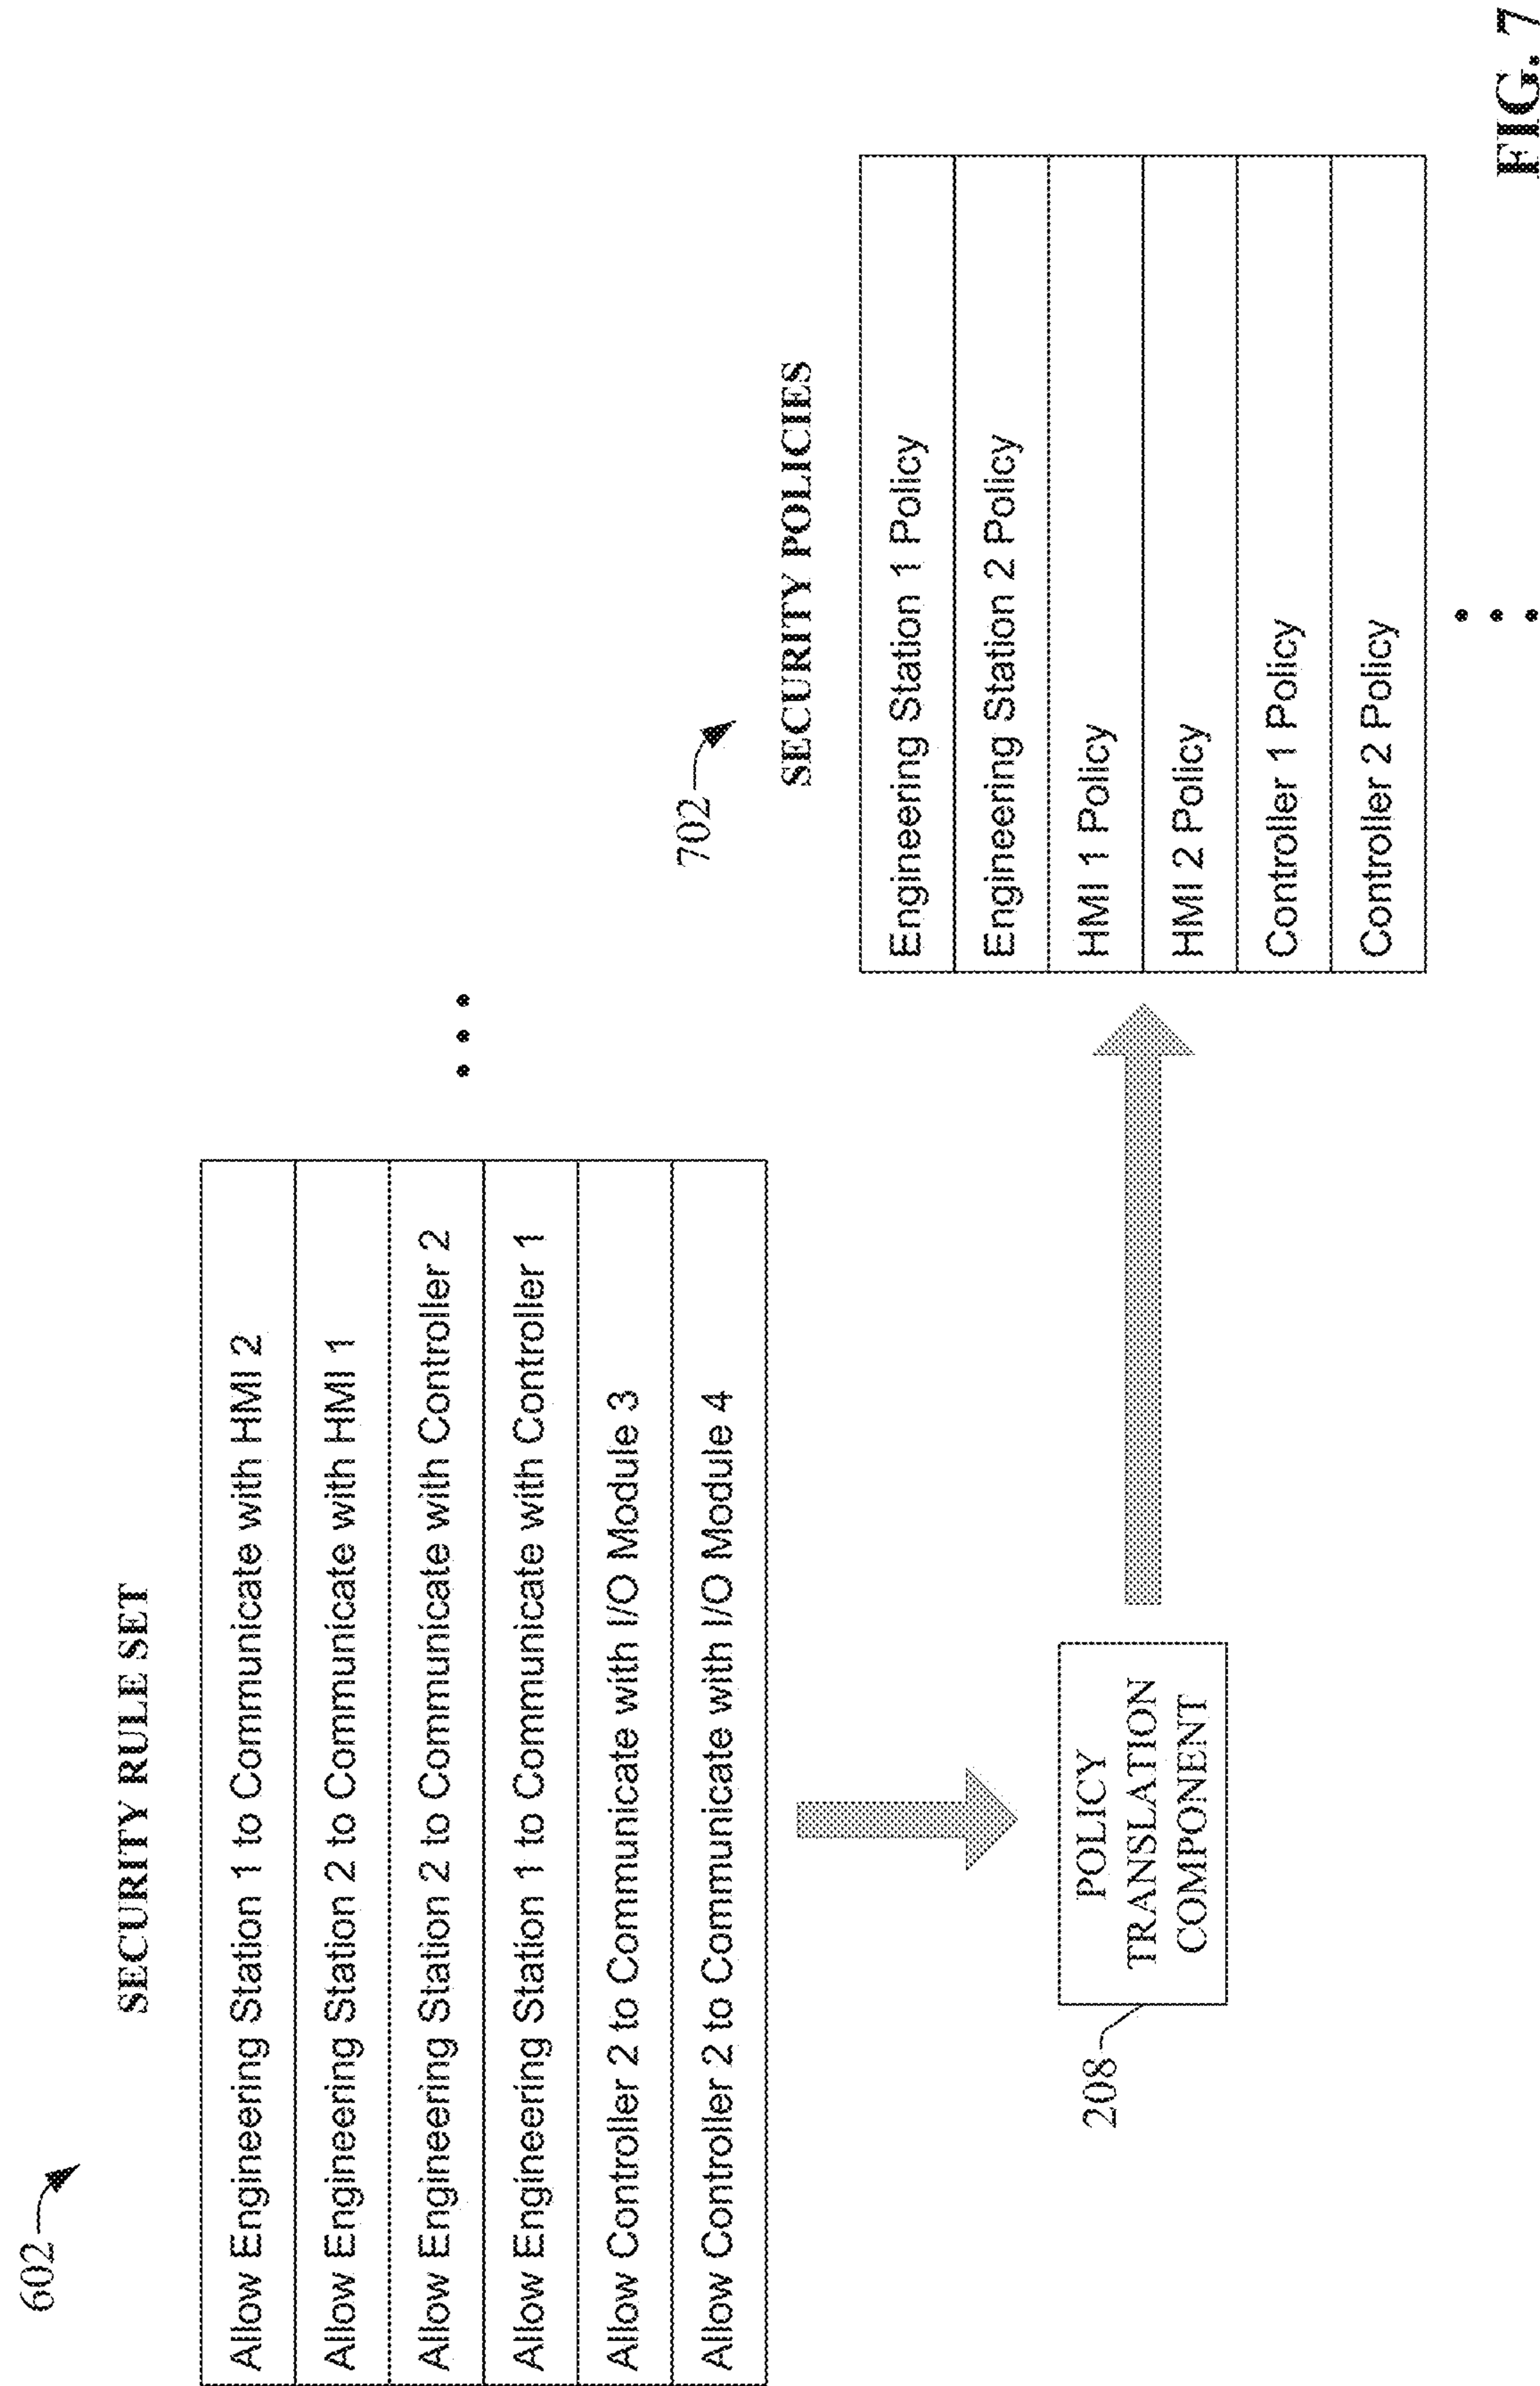 602
SECURITY RULE SET
Allow Engineering Station 1 to Communicate with HMI 2
Allow Engineering Station 2 to Communicate with HMI 1
Allow Engineering Station 2 to Communicate with Controller 2
Allow Engineering Station 1 to Communicate with Controller 1
Allow Controller 2 to Communicate with I/O Module 3
Allow Controller 2 to Communicate with I/O Module 4
208
POLICY
TRANSLATION
COMPONENT
702
SECURITY POLICIES
Engineering Station 1 Policy
Engineering Station 2 Policy
HMI 1 Policy
HMI 2 Policy
Controller 1 Policy
Controller 2 Policy
FIG. 7